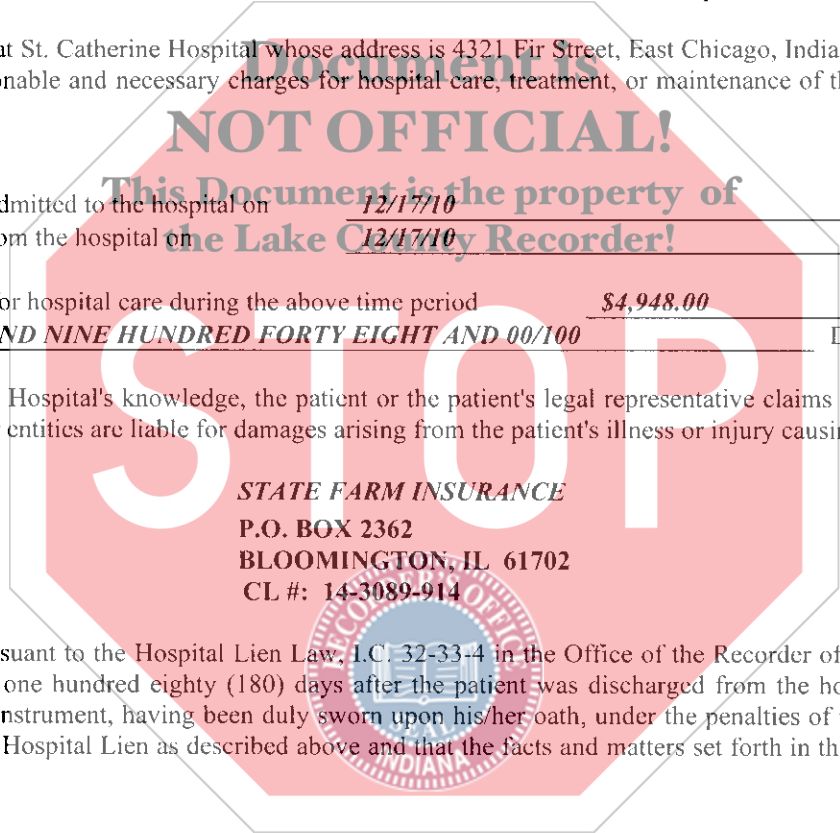 at St. Catherine Hospital whose address is 4321 Fir Street, East Chicago, India
Document is
nable and necessary charges for hospital care, treatment, or maintenance of th
NOT OFFICIAL!
This Document is the property of
dmitted to the hospital on 12/17/10
om the hospital on 12/17/10
the Lake County Recorder!
or hospital care during the above time period $4,948.00
ND NINE HUNDRED FORTY EIGHT AND 00/100 D
STOP
Hospital's knowledge, the patient or the patient's legal representative claims
entities are liable for damages arising from the patient's illness or injury causin
STATE FARM INSURANCE
P.O. BOX 2362
BLOOMINGTON, IL 61702
CL #: 14-3089-914
RECORDER'S OFFICE
suant to the Hospital Lien Law, I.C. 32-33-4 in the Office of the Recorder of
one hundred eighty (180) days after the patient was discharged from the ho
nstrument, having been duly sworn upon his/her oath, under the penalties of
Hospital Lien as described above and that the facts and matters set forth in th
SEAL
INDIANA